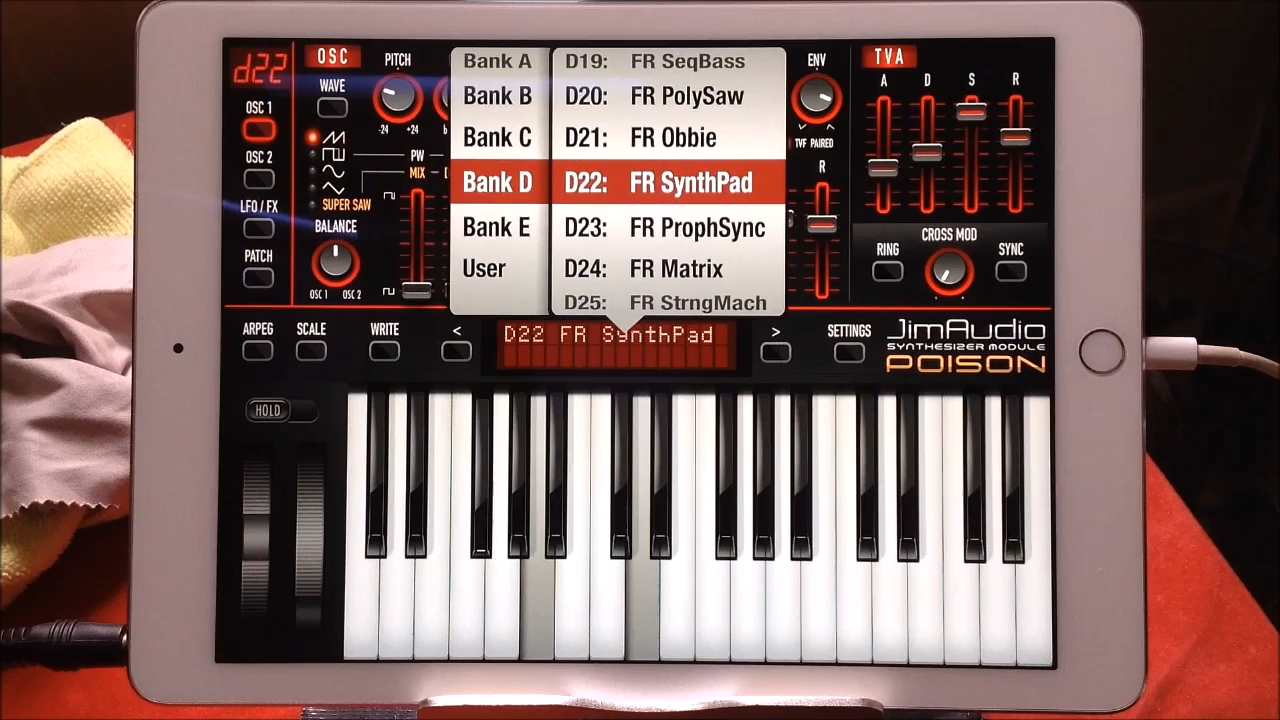 d22
OSC
PITCH
-24
+24
WAVE
OSC 1
OSC 2
LFO / FX
PATCH
PW
MIX
SUPER SAW
BALANCE
OSC 1
OSC 2
Bank A
Bank B
Bank C
Bank D
Bank E
User
D19: FR SeqBass
D20: FR PolySaw
D21: FR Obbie
D22: FR SynthPad
D23: FR ProphSync
D24: FR Matrix
D25: FR StrngMach
ENV
TVF PAIRED
R
TVA
A
D
S
R
CROSS MOD
RING
SYNC
ARPEG
SCALE
WRITE
<
D22 FR SynthPad
>
SETTINGS
JimAudio
SYNTHESIZER MODULE
POISON
HOLD